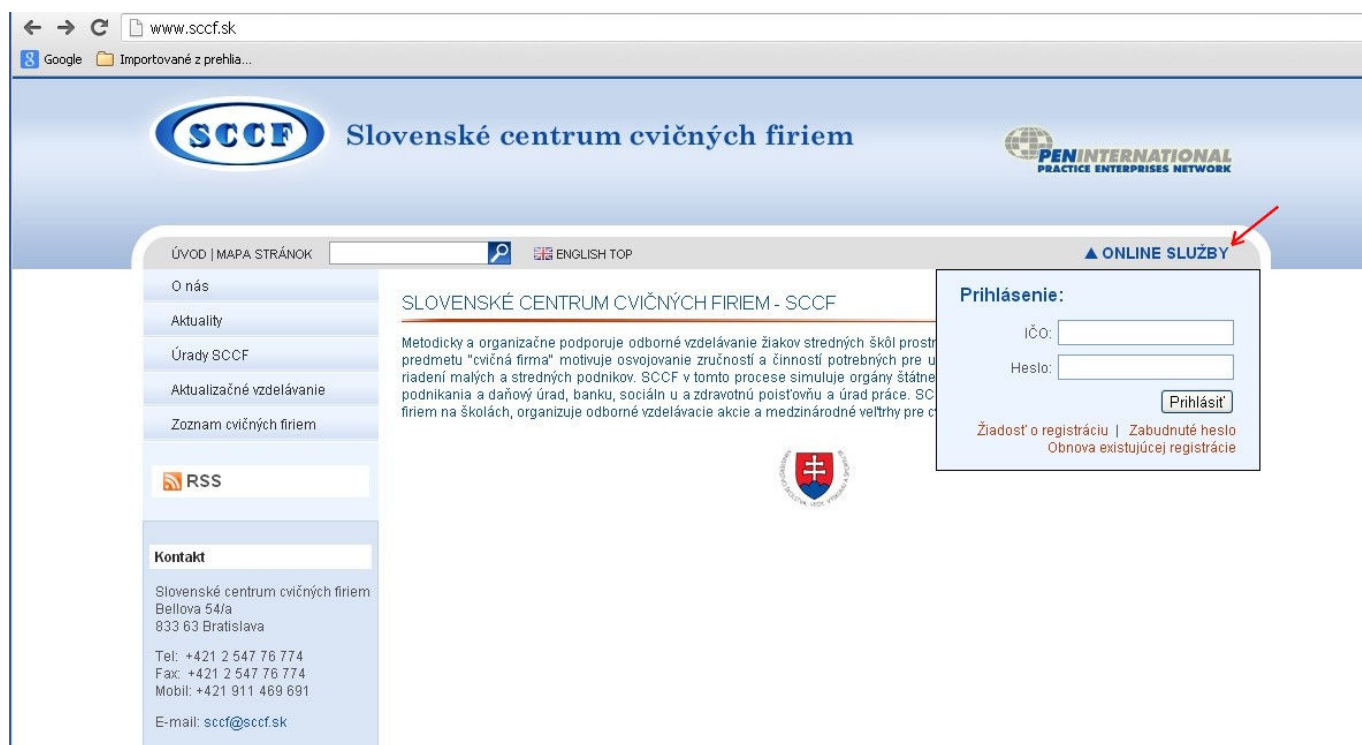 www.sccf.sk
Google Importované z prehlia...
SCCF
Slovenské centrum cvičných firiem
PENINTERNATIONAL
PRACTICE ENTERPRISES NETWORK
ÚVOD | MAPA STRÁNOK
ENGLISH TOP
▲ ONLINE SLUŽBY
O nás
Aktuality
Úrady SCCF
Aktualizačné vzdelávanie
Zoznam cvičných firiem
RSS
Kontakt
Slovenské centrum cvičných firiem
Bellova 54/a
833 63 Bratislava
Tel: +421 2 547 76 774
Fax: +421 2 547 76 774
Mobil: +421 911 469 691
E-mail: sccf@sccf.sk
SLOVENSKÉ CENTRUM CVIČNÝCH FIRIEM - SCCF
Metodicky a organizačne podporuje odborné vzdelávanie žiakov stredných škôl prostr
predmetu "cvičná firma" motivuje osvojovanie zručností a činností potrebných pre u
riadení malých a stredných podnikov. SCCF v tomto procese simuluje orgány štátne
podnikania a daňový úrad, banku, sociáln u a zdravotnú poisťovňu a úrad práce. SC
firiem na školách, organizuje odborné vzdelávacie akcie a medzinárodné veľtrhy pre c
Prihlásenie:
IČO:
Heslo:
Prihlásiť
Žiadosť o registráciu | Zabudnuté heslo
Obnova existujúcej registrácie